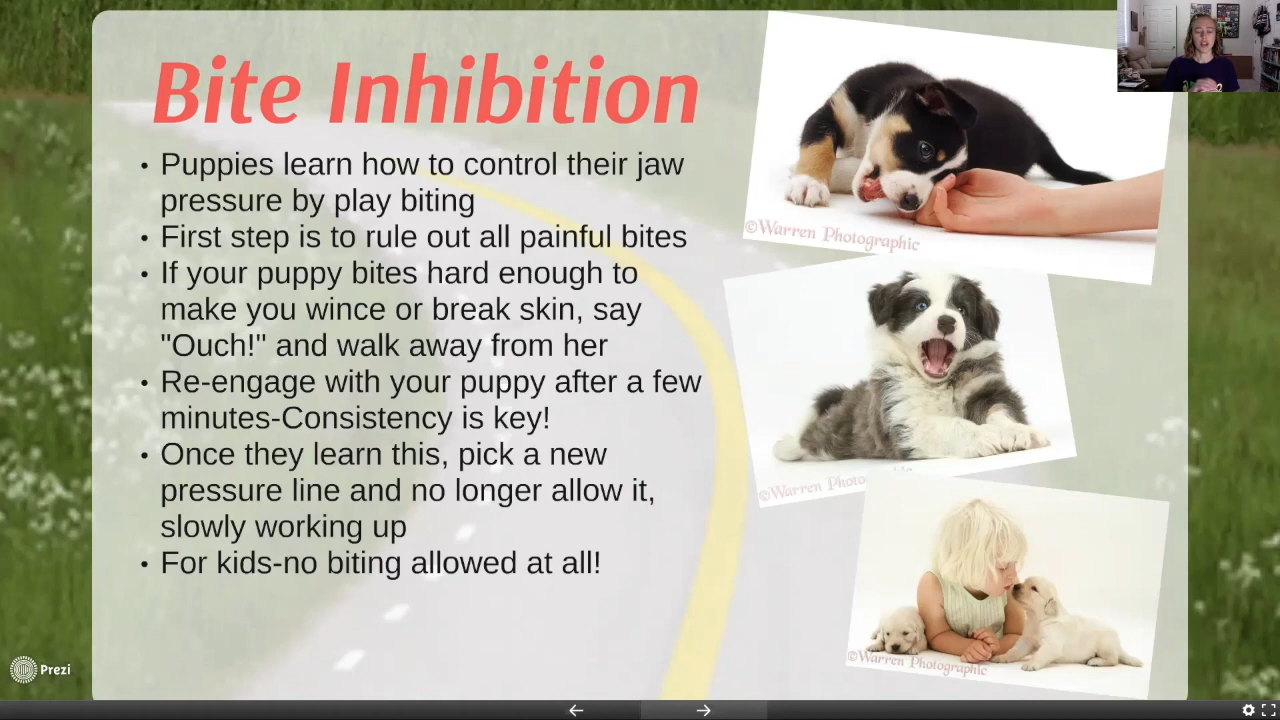 Bite Inhibition
• Puppies learn how to control their jaw
pressure by play biting
• First step is to rule out all painful bites
• If your puppy bites hard enough to
make you wince or break skin, say
"Ouch!" and walk away from her
• Re-engage with your puppy after a few
minutes-Consistency is key!
• Once they learn this, pick a new
pressure line and no longer allow it,
slowly working up
• For kids-no biting allowed at all!
©Warren Photographic
©Warren
©Warren Photographic
Prezi